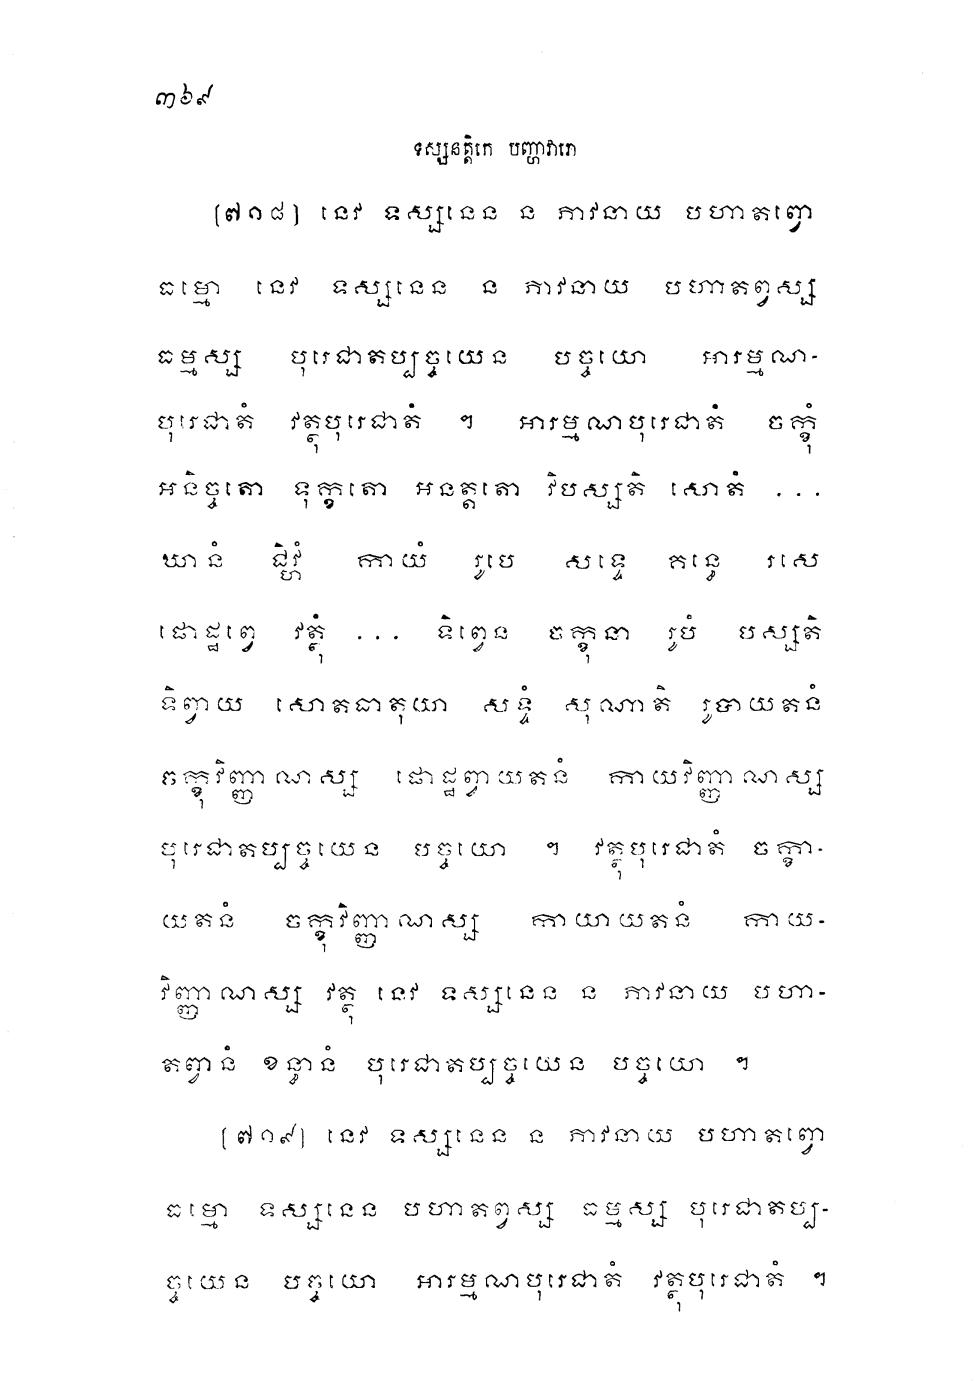 ៣៦៩
ទស្សនត្តិកេ បញ្ហាវារោ
[៧១៨] នេវ ទស្សនេន ន ភាវនាយ បហាតព្វោ
ធម្មោ នេវ ទស្សនេន ន ភាវនាយ បហាតព្វស្ស
ធម្មស្ស បុរេជាតប្បច្ចយេន បច្ចយោ អារម្មណ-
បុរេជាតំ វត្ថុបុរេជាតំ ។ អារម្មណបុរេជាតំ ចក្ខុំ
អនិច្ចតោ ទុក្ខតោ អនត្តតោ វិបស្សតិ សោតំ ...
ឃានំ ជិវ្ហំ កាយំ រូបេ សទ្ទេ គន្ធេ រសេ
ផោដ្ឋព្វេ វត្ថុំ ... ទិព្វេន ចក្ខុនា រូបំ បស្សតិ
ទិព្វាយ សោតធាតុយា សទ្ទំ សុណាតិ រូបាយតនំ
ចក្ខុវិញ្ញាណស្ស ផោដ្ឋព្វាយតនំ កាយវិញ្ញាណស្ស
បុរេជាតប្បច្ចយេន បច្ចយោ ។ វត្ថុបុរេជាតំ ចក្ខា-
យតនំ ចក្ខុវិញ្ញាណស្ស កាយាយតនំ កាយ-
វិញ្ញាណស្ស វត្ថុ នេវ ទស្សនេន ន ភាវនាយ បហា-
តព្វានំ ខន្ធានំ បុរេជាតប្បច្ចយេន បច្ចយោ ។
[៧១៩] នេវ ទស្សនេន ន ភាវនាយ បហាតព្វោ
ធម្មោ ទស្សនេន បហាតព្វស្ស ធម្មស្ស បុរេជាតប្ប-
ច្ចយេន បច្ចយោ អារម្មណបុរេជាតំ វត្ថុបុរេជាតំ ។